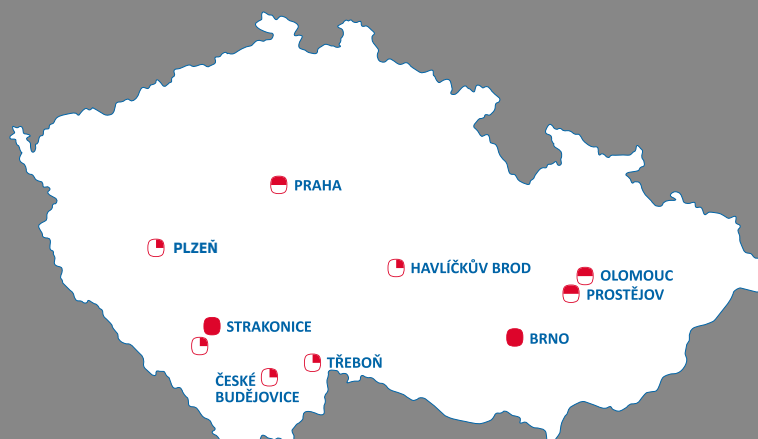 PRAHA
PLZEŇ
HAVLÍČKŮV BROD
OLOMOUC
PROSTĚJOV
STRAKONICE
BRNO
TŘEBOŇ
ČESKÉ
BUDĚJOVICE